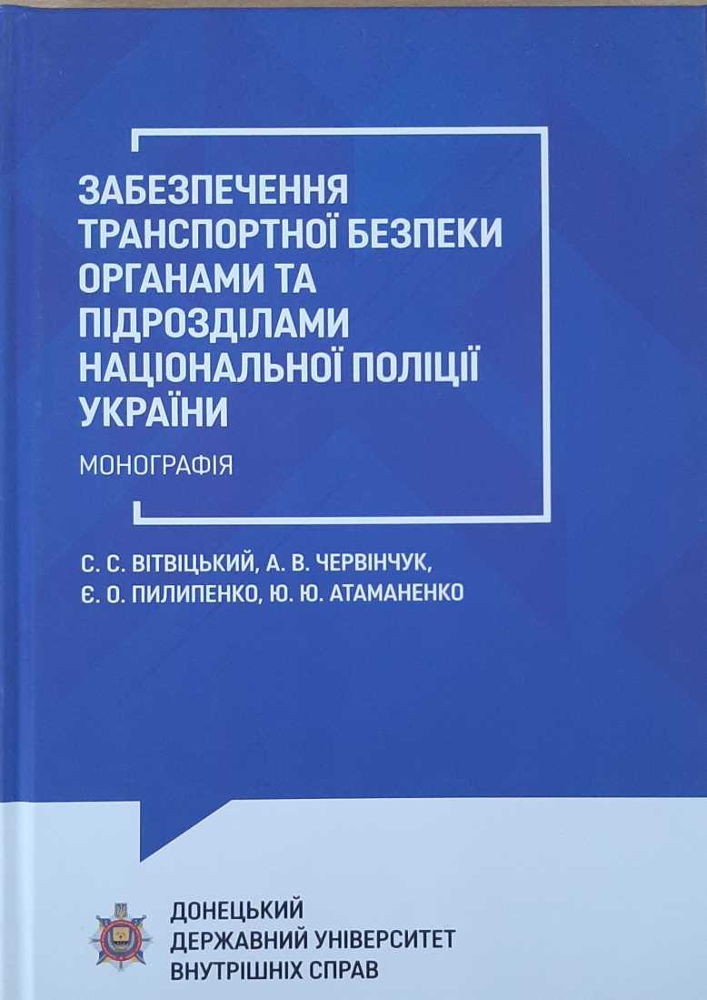 ЗАБЕЗПЕЧЕННЯ
ТРАНСПОРТНОЇ БЕЗПЕКИ
ОРГАНАМИ ТА
ПІДРОЗДІЛАМИ
НАЦІОНАЛЬНОЇ ПОЛІЦІЇ
УКРАЇНИ
МОНОГРАФІЯ
С. С. ВІТВІЦЬКИЙ, А. В. ЧЕРВІНЧУК,
Є. О. ПИЛИПЕНКО, Ю. Ю. АТАМАНЕНКО
ДОНЕЦЬКИЙ
ДЕРЖАВНИЙ УНІВЕРСИТЕТ
ВНУТРІШНІХ СПРАВ